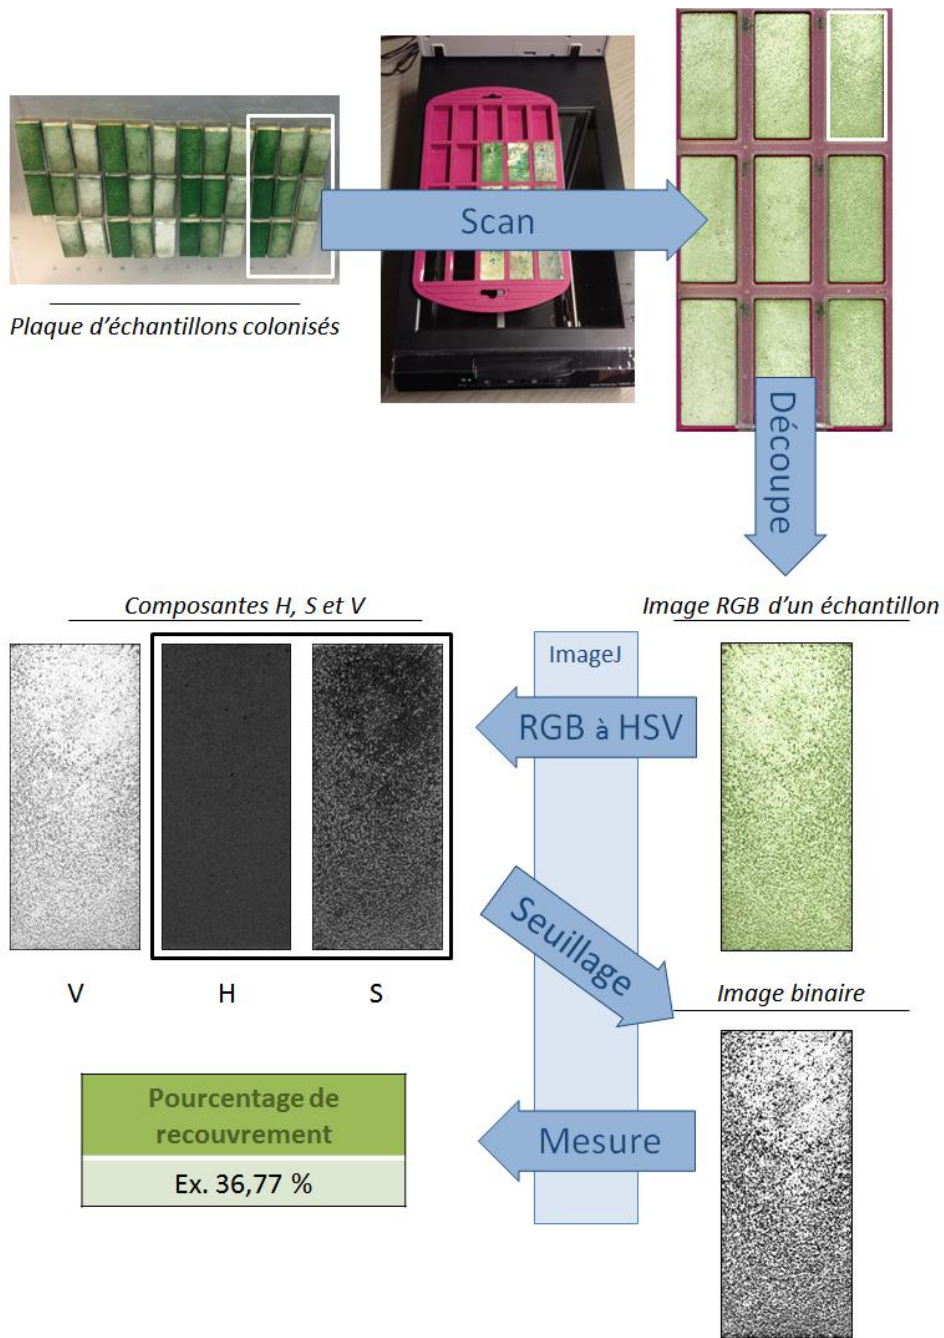 Scan
Plaque d'échantillons colonisés
Découpe
Composantes H, S et V
Image RGB d'un échantillon
ImageJ
RGB à HSV
Seuillage
V
H
S
Image binaire
Pourcentage de
recouvrement
Ex. 36,77 %
Mesure